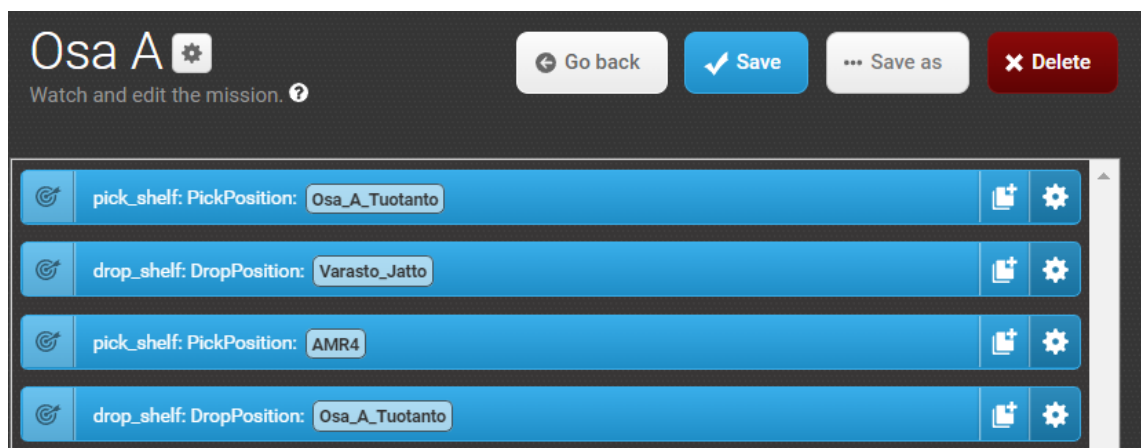 Osa A
Go back
Save
Save as
Delete
Watch and edit the mission.
pick_shelf: PickPosition: Osa_A_Tuotanto
drop_shelf: DropPosition: Varasto_Jatto
pick_shelf: PickPosition: AMR4
drop_shelf: DropPosition: Osa_A_Tuotanto